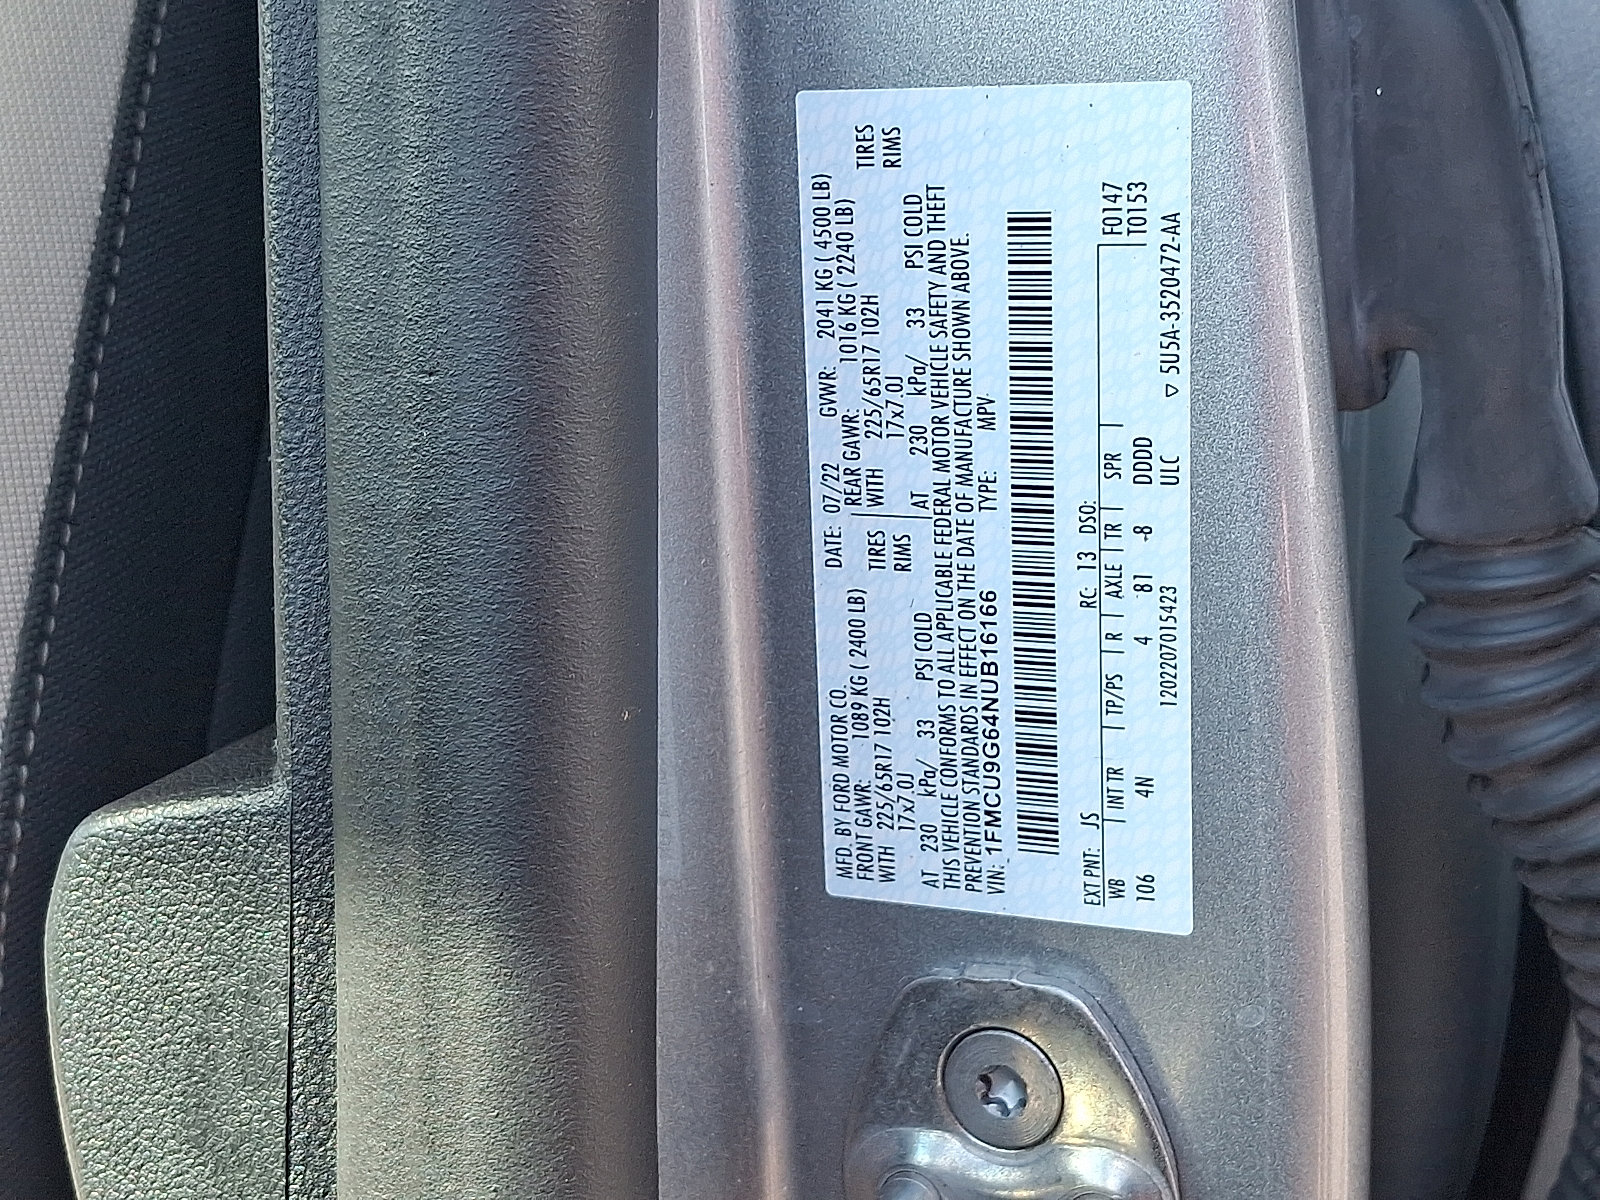 MFD. BY FORD MOTOR CO. DATE: 07/22 GVWR: 2041 KG ( 4500 LB)
FRONT GAWR: 1089 KG ( 2400 LB) REAR GAWR: 1016 KG ( 2240 LB)
WITH 225/65R17 102H TIRES WITH 225/65R17 102H TIRES
17x7.0J RIMS 17x7.0J RIMS
AT 230 kPa/ 33 PSI COLD AT 230 kPa/ 33 PSI COLD
THIS VEHICLE CONFORMS TO ALL APPLICABLE FEDERAL MOTOR VEHICLE SAFETY AND THEFT
PREVENTION STANDARDS IN EFFECT ON THE DATE OF MANUFACTURE SHOWN ABOVE.
VIN: 1FMCU9G64NUB16166 TYPE: MPV
EXT PNT: JS RC: 13 DSO:
WB INT TR TP/PS R AXLE TR SPR F0147
106 4N 4 81 -8 DDDD T0153
120220701542​3 ULC ▽ 5U5A-3520472-AA